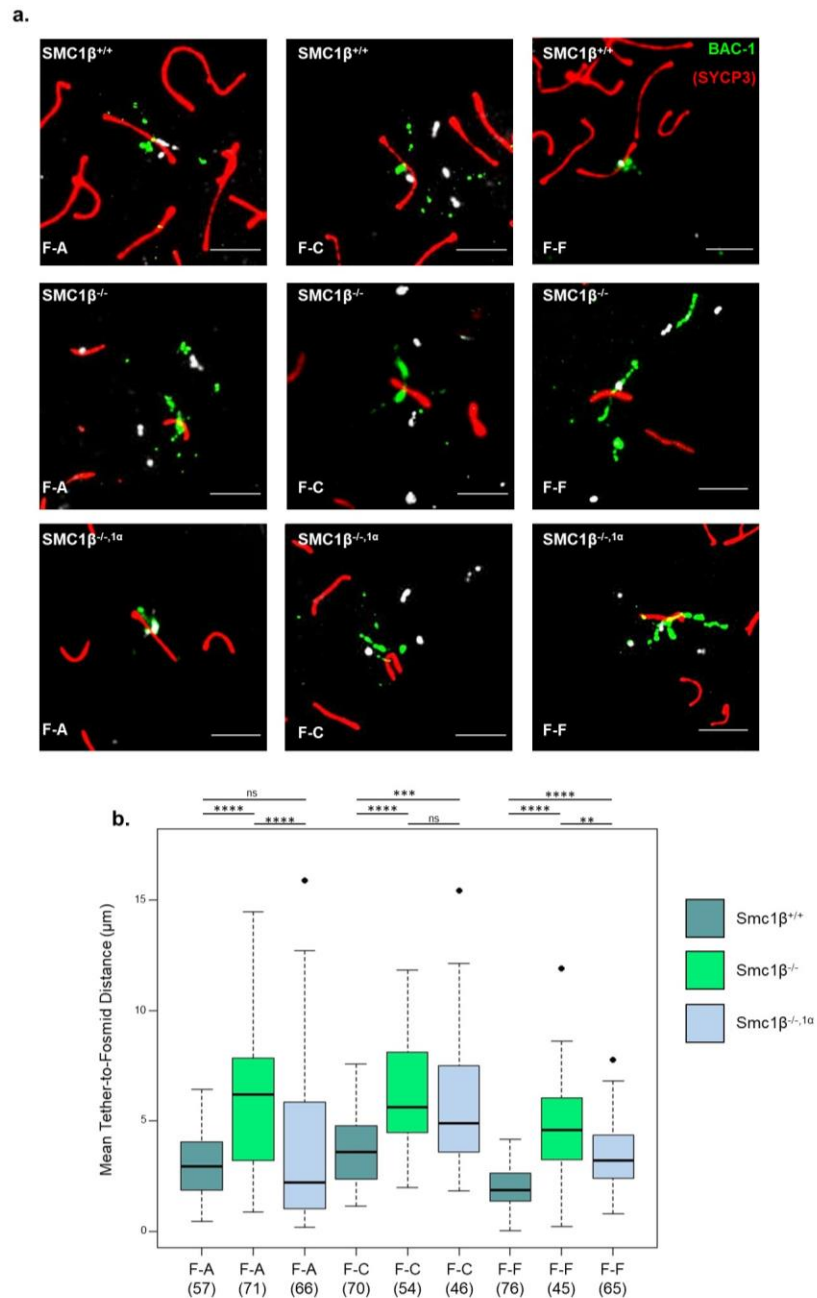 a.
SMC1β+/+
F-A
SMC1β+/+
F-C
SMC1β+/+
BAC-1
(SYCP3)
F-F
SMC1β-/-
F-A
SMC1β-/-
F-C
SMC1β-/-
F-F
SMC1β-/-,1α
F-A
SMC1β-/-,1α
F-C
SMC1β-/-,1α
F-F
b.
ns *** ****
**** **** ****
**** ns **
Mean Tether-to-Fosmid Distance (µm)
15
10
5
0
F-A F-A F-A F-C F-C F-C F-F F-F F-F
(57) (71) (66) (70) (54) (46) (76) (45) (65)
Smc1β+/+
Smc1β-/-
Smc1β-/-,1α